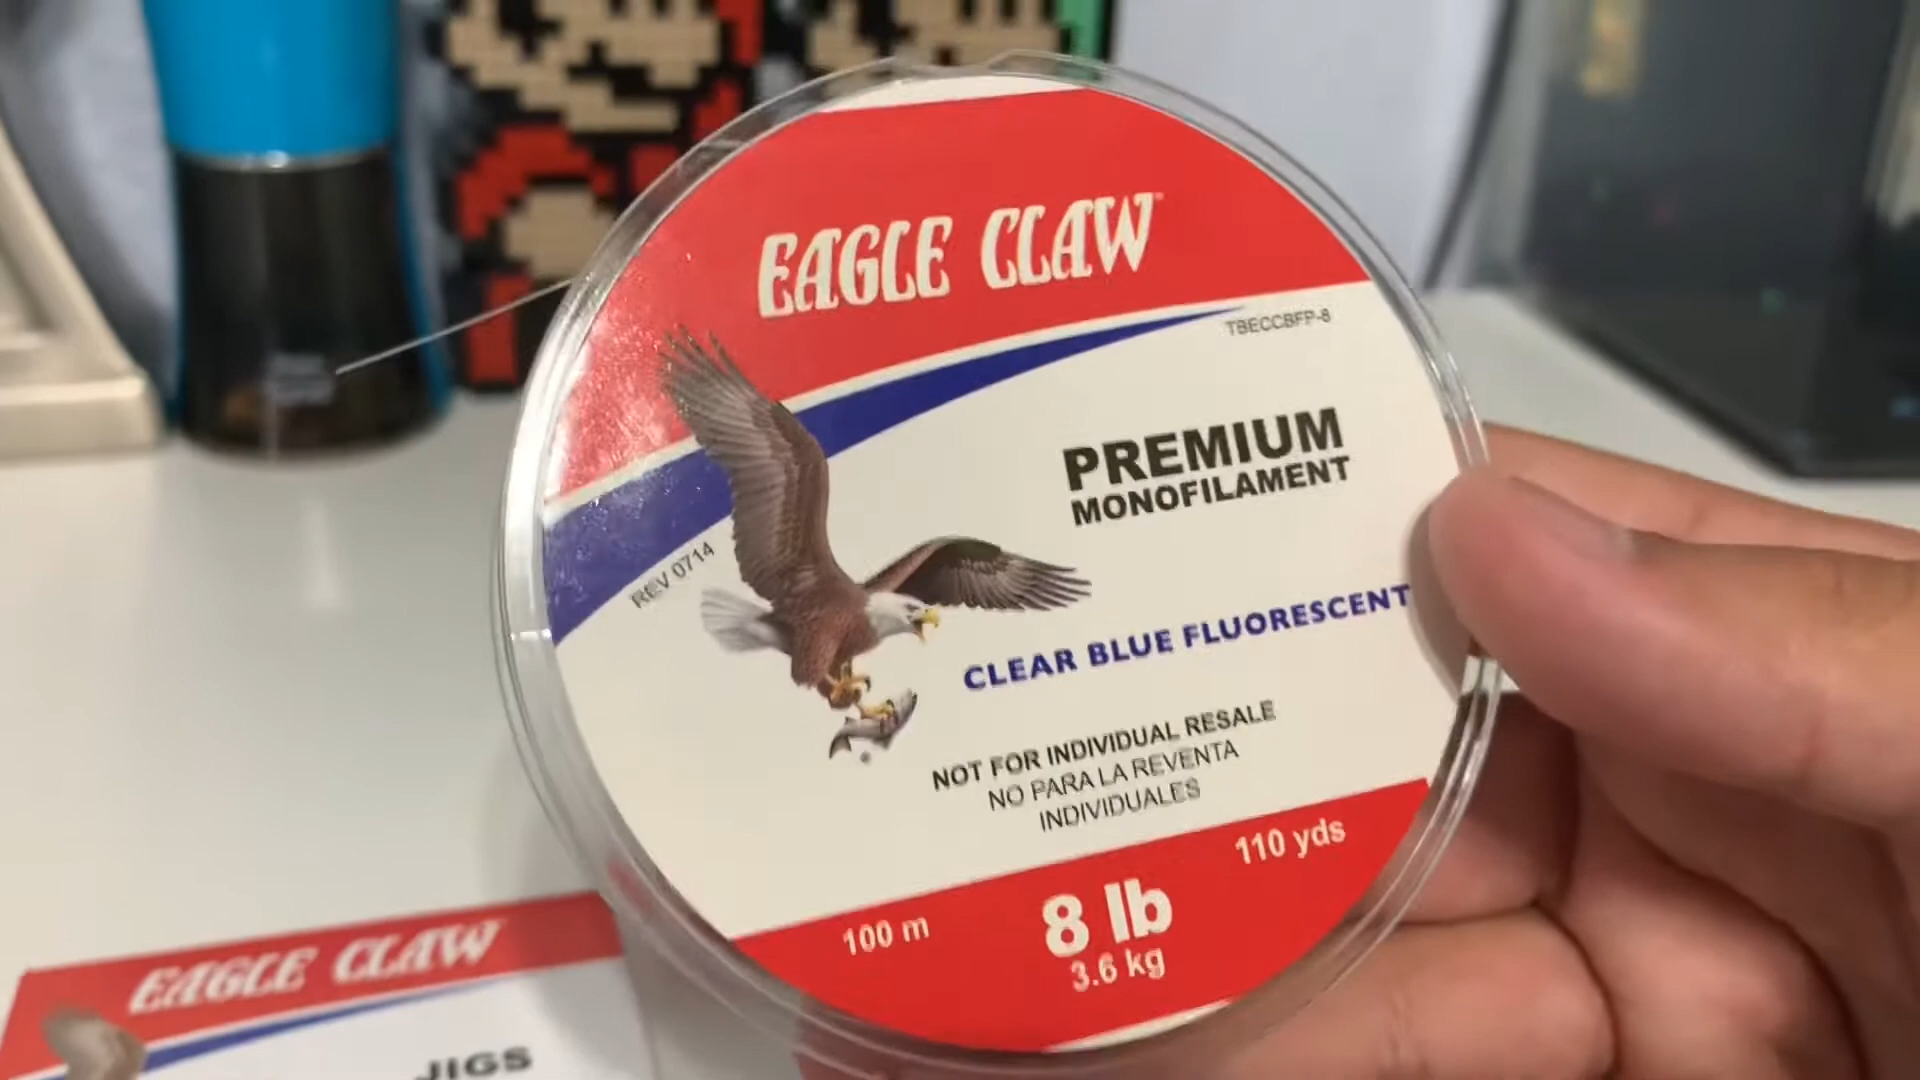 EAGLE CLAW
TBECCBFP-8
PREMIUM
MONOFILAMENT
REV 0714
CLEAR BLUE FLUORESCENT
NOT FOR INDIVIDUAL RESALE
NO PARA LA REVENTA
INDIVIDUALES
110 yds
100 m
8 lb
3.6 kg
EAGLE CLAW
JIGS